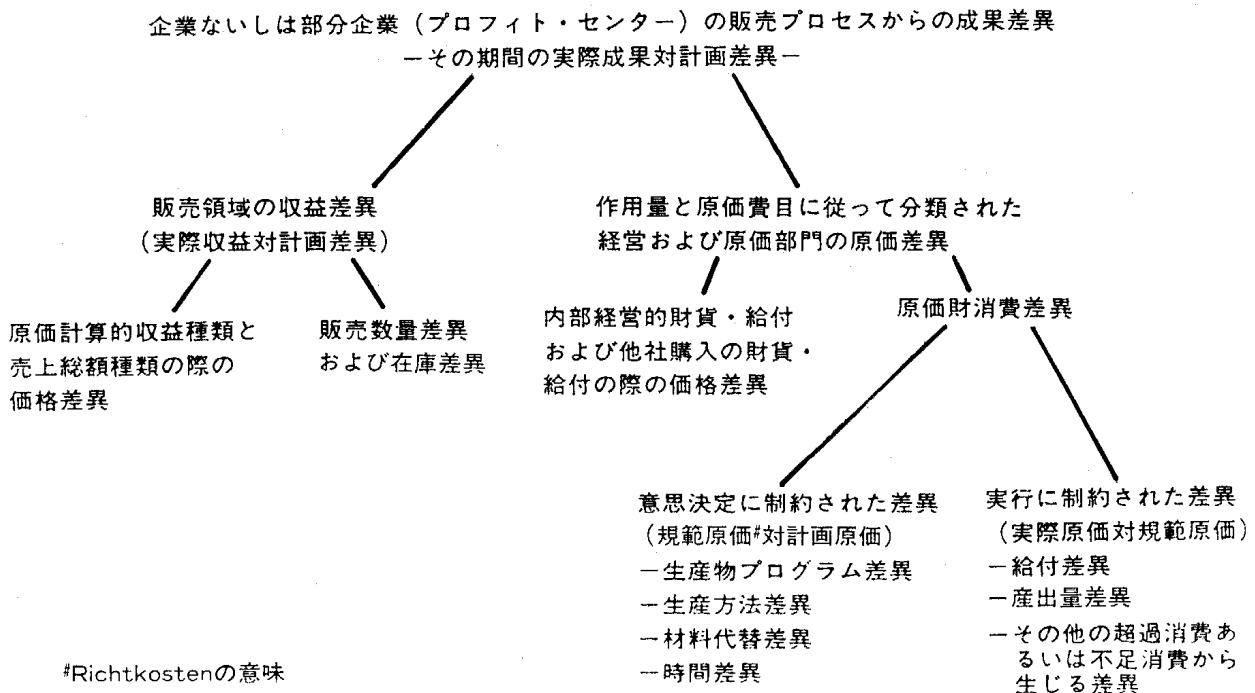 企業ないしは部分企業（プロフィト・センター）の販売プロセスからの成果差異
－その期間の実際成果対計画差異－
販売領域の収益差異
（実際収益対計画差異）
作用量と原価費目に従って分類された
経営および原価部門の原価差異
原価計算的収益種類と
売上総額種類の際の
価格差異
販売数量差異
および在庫差異
内部経営的財貨・給付
および他社購入の財貨・
給付の際の価格差異
原価財消費差異
意思決定に制約された差異
（規範原価#対計画原価）
－生産物プログラム差異
－生産方法差異
－材料代替差異
－時間差異
実行に制約された差異
（実際原価対規範原価）
－給付差異
－産出量差異
－その他の超過消費あ
るいは不足消費から
生じる差異
#Richtkostenの意味